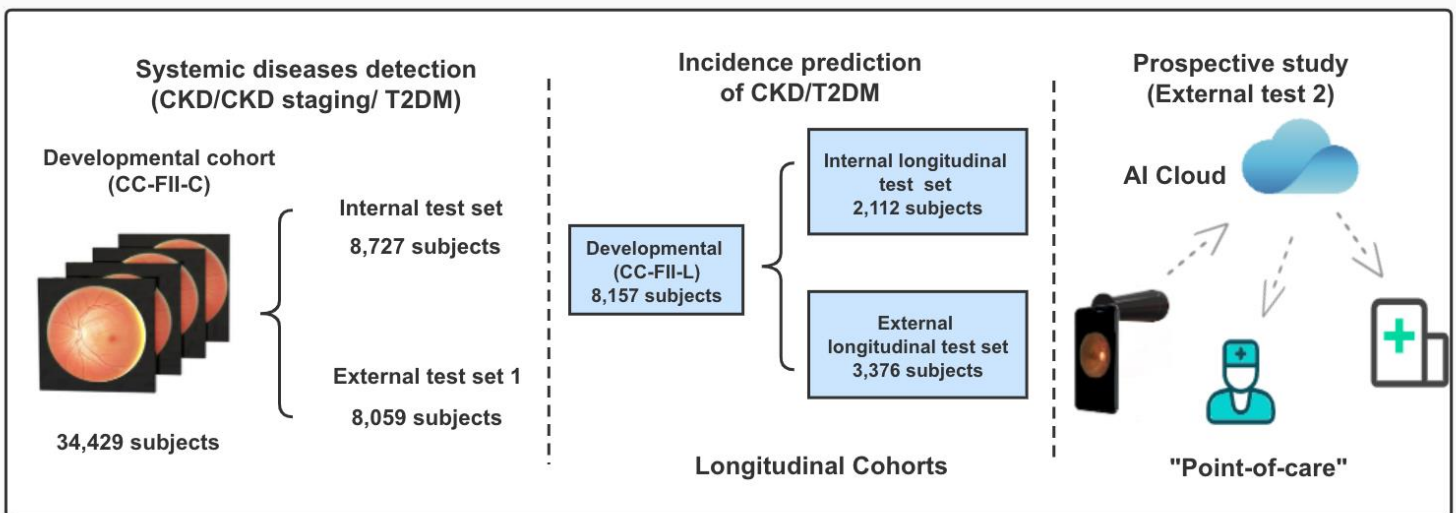 Systemic diseases detection
(CKD/CKD staging/ T2DM)
Developmental cohort
(CC-FII-C)
34,429 subjects
Internal test set
8,727 subjects
External test set 1
8,059 subjects
Incidence prediction
of CKD/T2DM
Developmental
(CC-FII-L)
8,157 subjects
Internal longitudinal
test set
2,112 subjects
External
longitudinal test set
3,376 subjects
Longitudinal Cohorts
Prospective study
(External test 2)
AI Cloud
"Point-of-care"